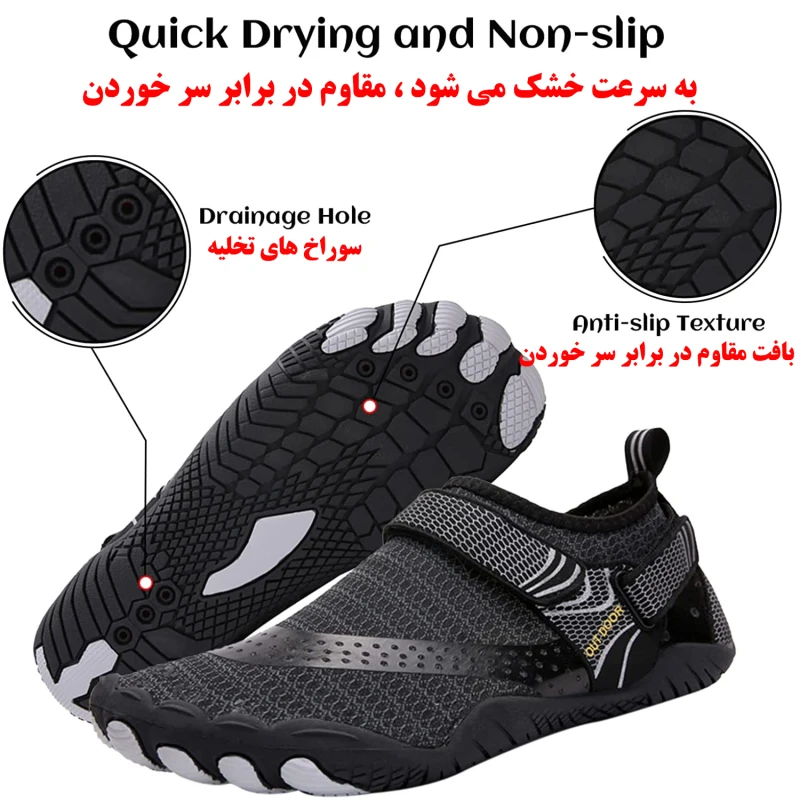 Quick Drying and Non-slip
به سرعت خشک می شود ، مقاوم در برابر سر خوردن
Drainage Hole
سوراخ های تخلیه
Anti-slip Texture
بافت مقاوم در برابر سر خوردن
OUTDOOR